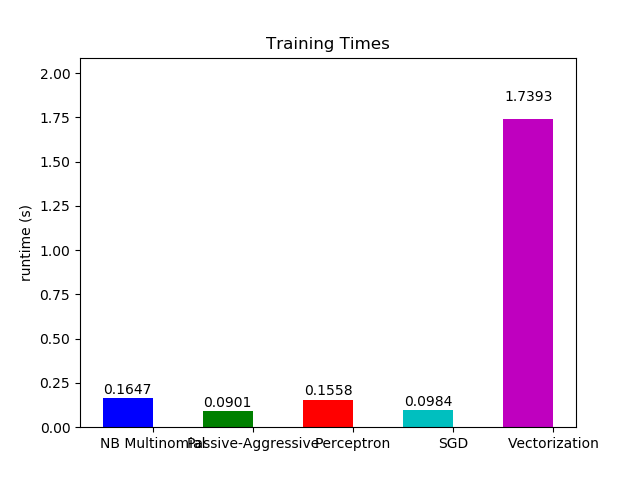 Training Times
2.00
1.75
1.50
1.25
1.00
0.75
0.50
0.25
0.00
runtime (s)
0.1647
0.0901
0.1558
0.0984
1.7393
NB Multinomial
Passive-Aggressive
Perceptron
SGD
Vectorization